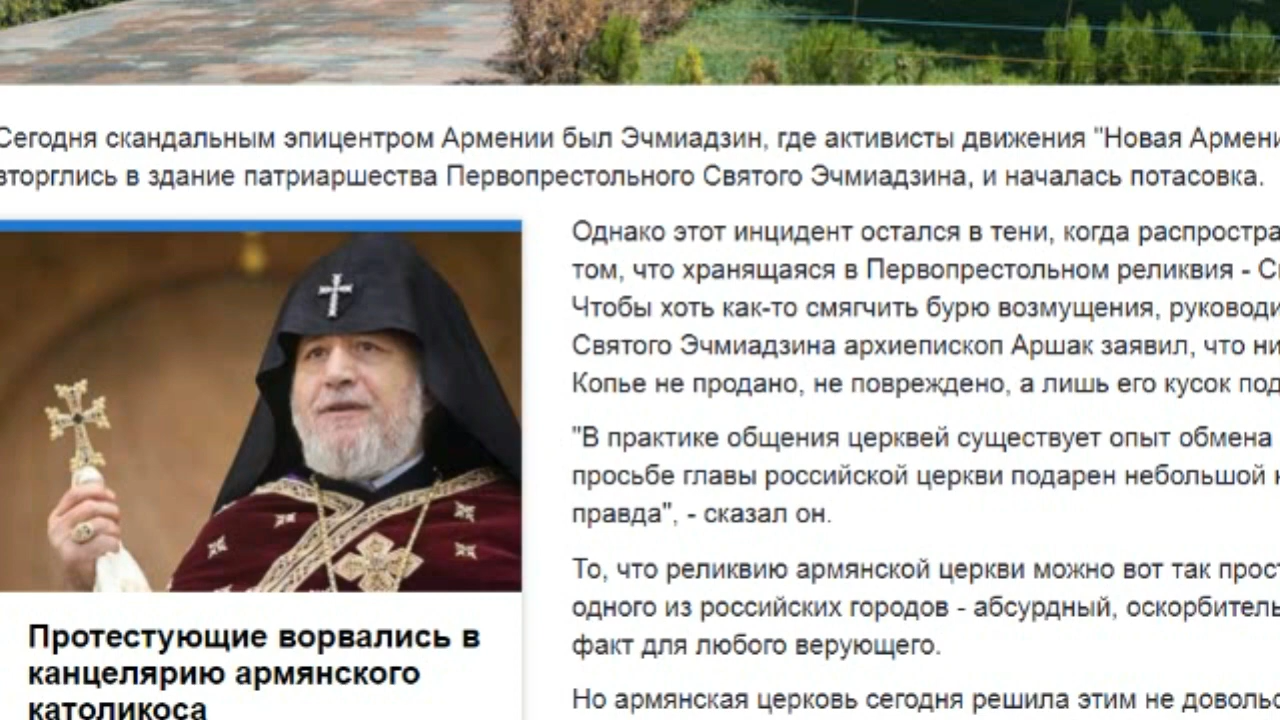 Сегодня скандальным эпицентром Армении был Эчмиадзин, где активисты движения "Новая Армени
вторглись в здание патриаршества Первопрестольного Святого Эчмиадзина, и началась потасовка.
Однако этот инцидент остался в тени, когда распростра
том, что хранящаяся в Первопрестольном реликвия - С
Чтобы хоть как-то смягчить бурю возмущения, руковод
Святого Эчмиадзина архиепископ Аршак заявил, что ни
Копье не продано, не повреждено, а лишь его кусок под
"В практике общения церквей существует опыт обмена
просьбе главы российской церкви подарен небольшой
правда", - сказал он.
То, что реликвию армянской церкви можно вот так прос
одного из российских городов - абсурдный, оскорбитель
факт для любого верующего.
Но армянская церковь сегодня решила этим не довольс
Протестующие ворвались в
канцелярию армянского
католикоса